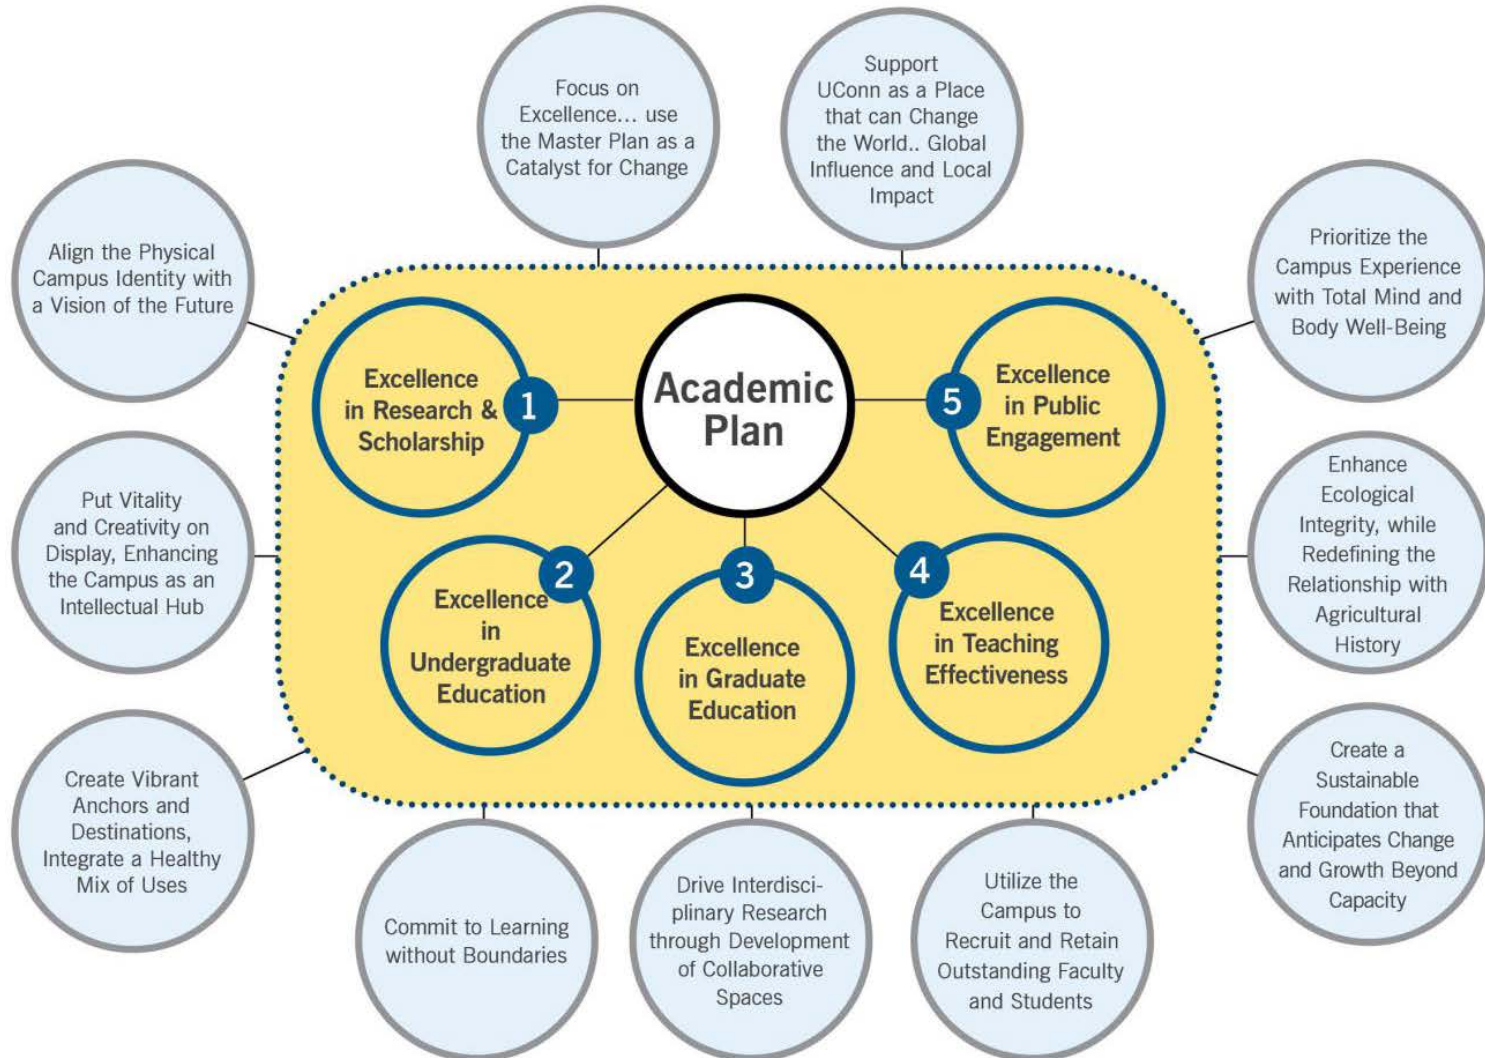 Focus on
Excellence... use
the Master Plan as a
Catalyst for Change
Support
UConn as a Place
that can Change
the World.. Global
Influence and Local
Impact
Align the Physical
Campus Identity with
a Vision of the Future
Prioritize the
Campus Experience
with Total Mind and
Body Well-Being
Academic
Plan
Excellence
in Research &
Scholarship
1
5
Excellence
in Public
Engagement
Put Vitality
and Creativity on
Display, Enhancing
the Campus as an
Intellectual Hub
Enhance
Ecological
Integrity, while
Redefining the
Relationship with
Agricultural
History
2
Excellence
in
Undergraduate
Education
3
Excellence
in Graduate
Education
4
Excellence
in Teaching
Effectiveness
Create Vibrant
Anchors and
Destinations,
Integrate a Healthy
Mix of Uses
Create a
Sustainable
Foundation that
Anticipates Change
and Growth Beyond
Capacity
Commit to Learning
without Boundaries
Drive Interdisci-
plinary Research
through Development
of Collaborative
Spaces
Utilize the
Campus to
Recruit and Retain
Outstanding Faculty
and Students